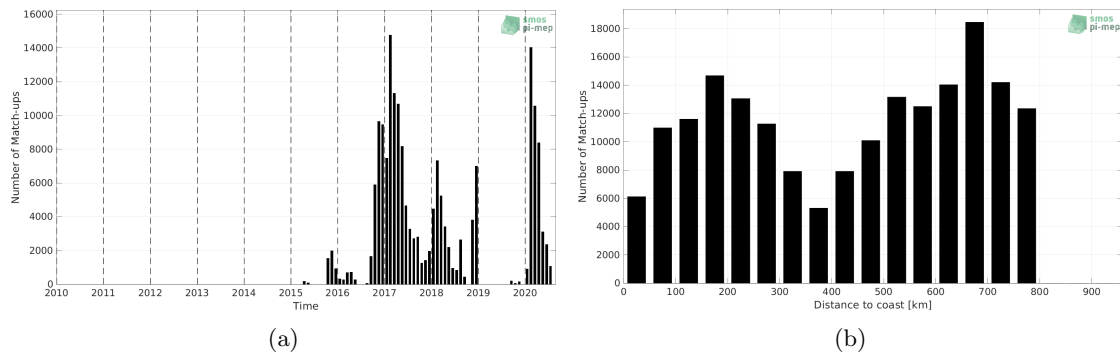 smos
pi-mep
Number of Match-ups
16000
14000
12000
10000
8000
6000
4000
2000
0
2010 2011 2012 2013 2014 2015 2016 2017 2018 2019 2020
Time
(a)
smos
pi-mep
Number of Match-ups
18000
16000
14000
12000
10000
8000
6000
4000
2000
0
0 100 200 300 400 500 600 700 800 900
Distance to coast [km]
(b)